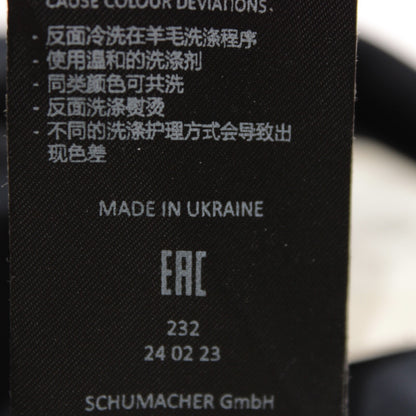 CAUSE COLOUR DEVIATIONS.
- 反面冷洗在羊毛洗涤程序
- 使用温和的洗涤剂
- 同类颜色可共洗
- 反面洗涤熨烫
- 不同的洗涤护理方式会导致出
现色差
MADE IN UKRAINE
EAC
232
24 02 23
SCHUMACHER GmbH